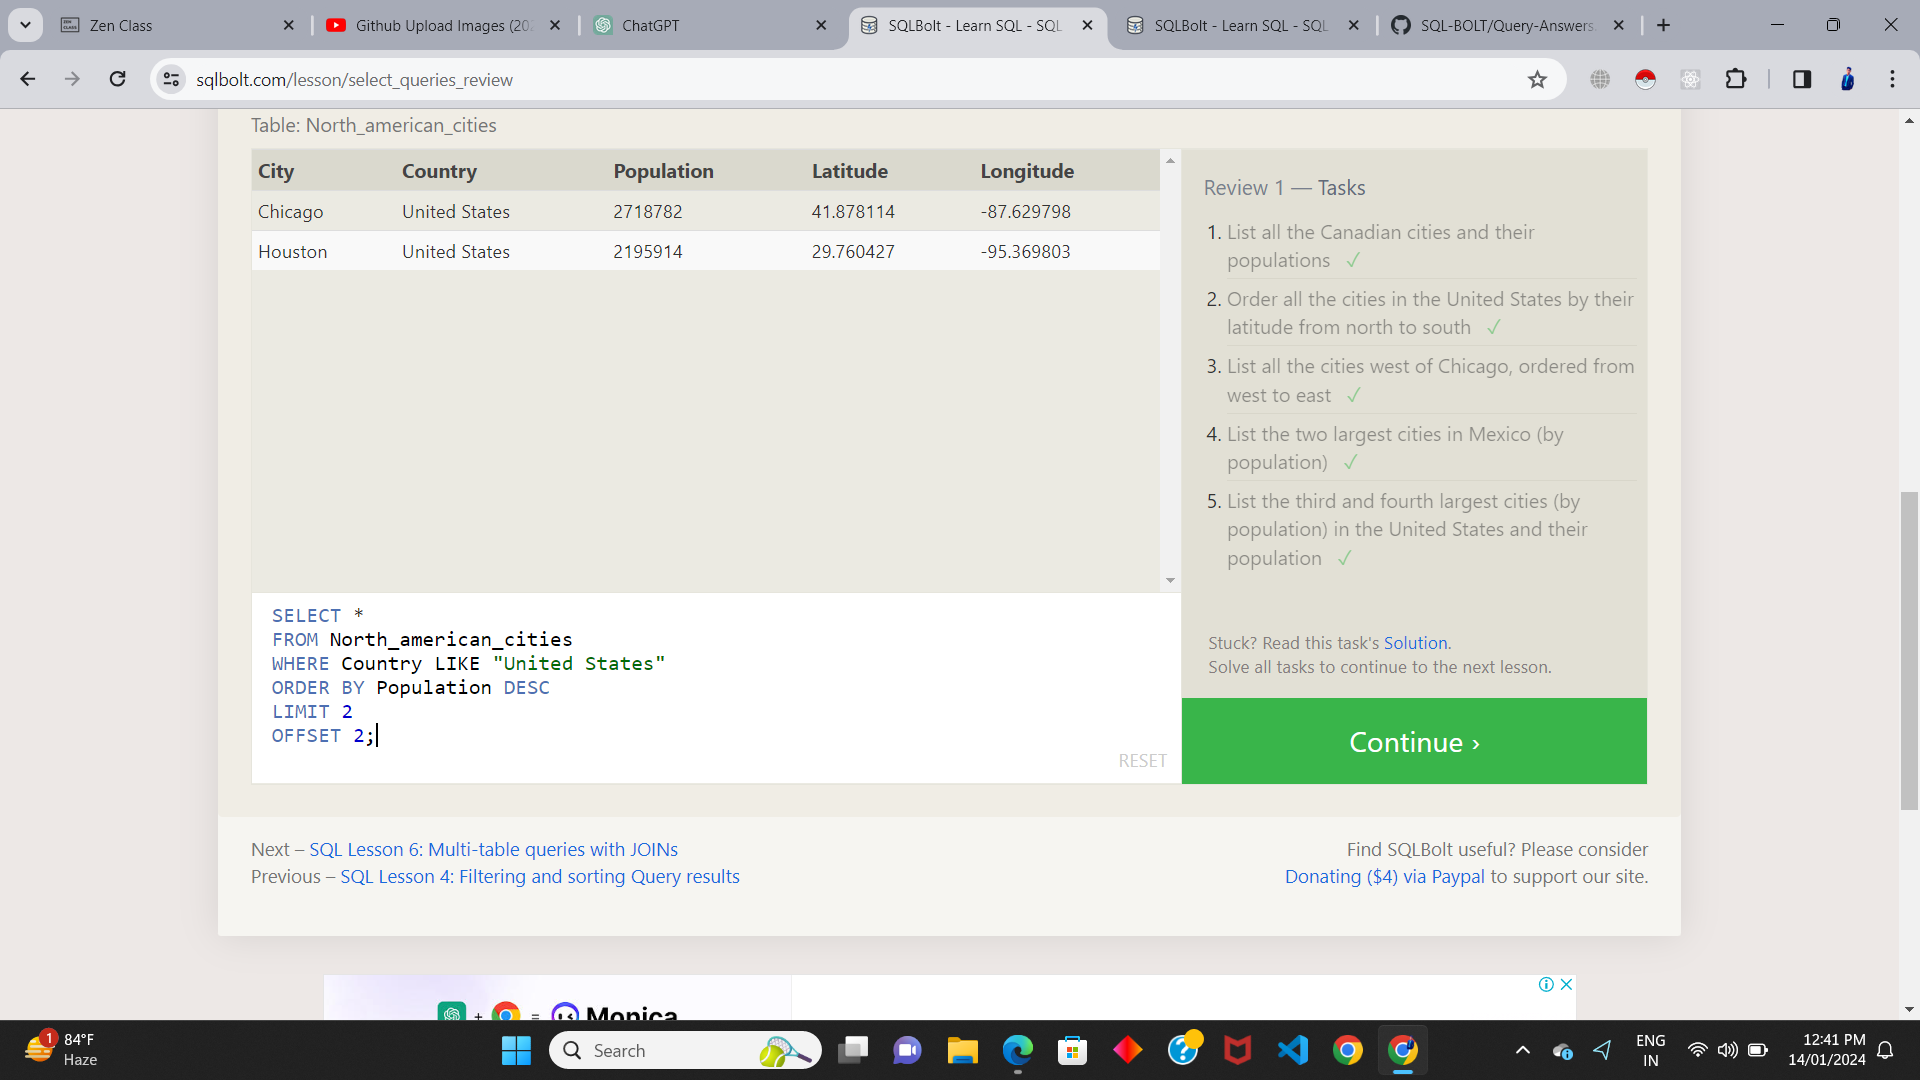 Zen Class
Github Upload Images (20
ChatGPT
SQLBolt - Learn SQL - SQL
SQLBolt - Learn SQL - SQL
SQL-BOLT/Query-Answers
sqlbolt.com/lesson/select_queries_review
Table: North_american_cities
City Country Population Latitude Longitude
Chicago United States 2718782 41.878114 -87.629798
Houston United States 2195914 29.760427 -95.369803
Review 1 — Tasks
1. List all the Canadian cities and their
populations ✓
2. Order all the cities in the United States by their
latitude from north to south ✓
3. List all the cities west of Chicago, ordered from
west to east ✓
4. List the two largest cities in Mexico (by
population) ✓
5. List the third and fourth largest cities (by
population) in the United States and their
population ✓
Stuck? Read this task's Solution.
Solve all tasks to continue to the next lesson.
Continue ›
SELECT *
FROM North_american_cities
WHERE Country LIKE "United States"
ORDER BY Population DESC
LIMIT 2
OFFSET 2;
RESET
Next – SQL Lesson 6: Multi-table queries with JOINs
Previous – SQL Lesson 4: Filtering and sorting Query results
Find SQLBolt useful? Please consider
Donating ($4) via Paypal to support our site.
+ = Monica
1
84°F
Haze
Search
ENG
IN
12:41 PM
14/01/2024